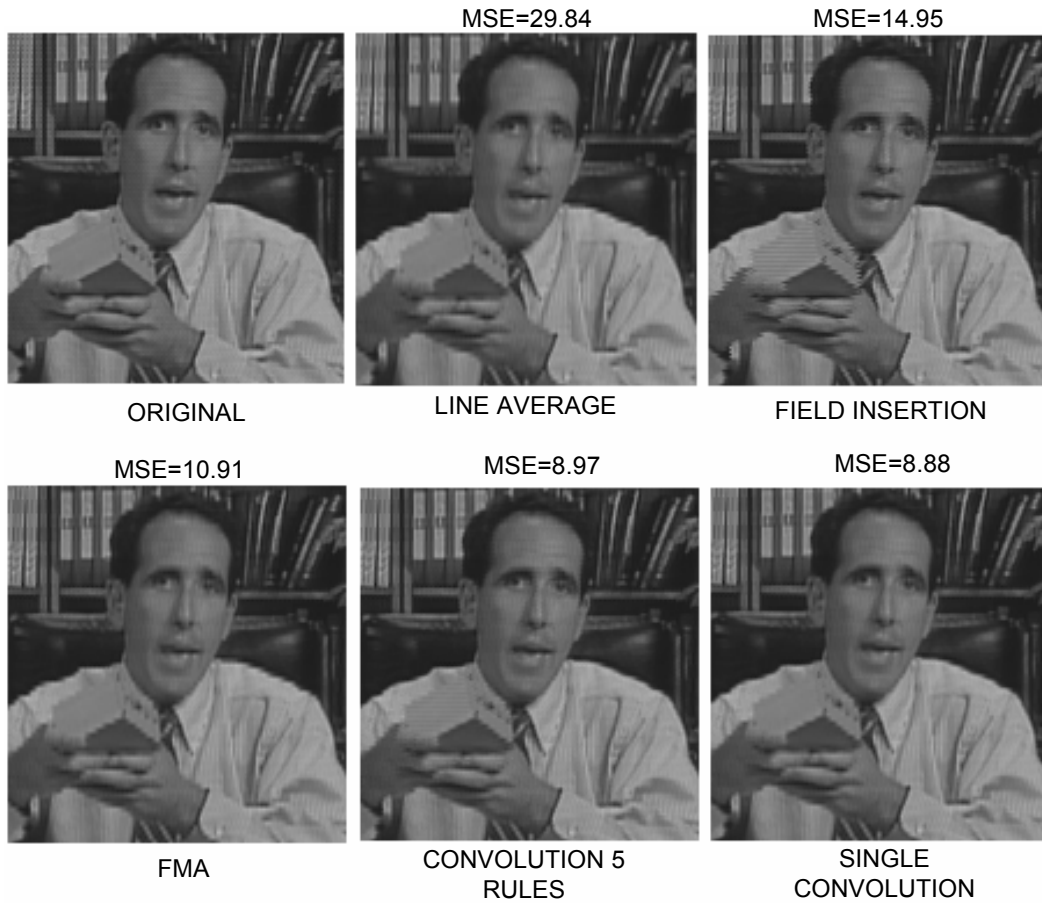 MSE=29.84
MSE=14.95
ORIGINAL
LINE AVERAGE
FIELD INSERTION
MSE=10.91
MSE=8.97
MSE=8.88
FMA
CONVOLUTION 5
RULES
SINGLE
CONVOLUTION